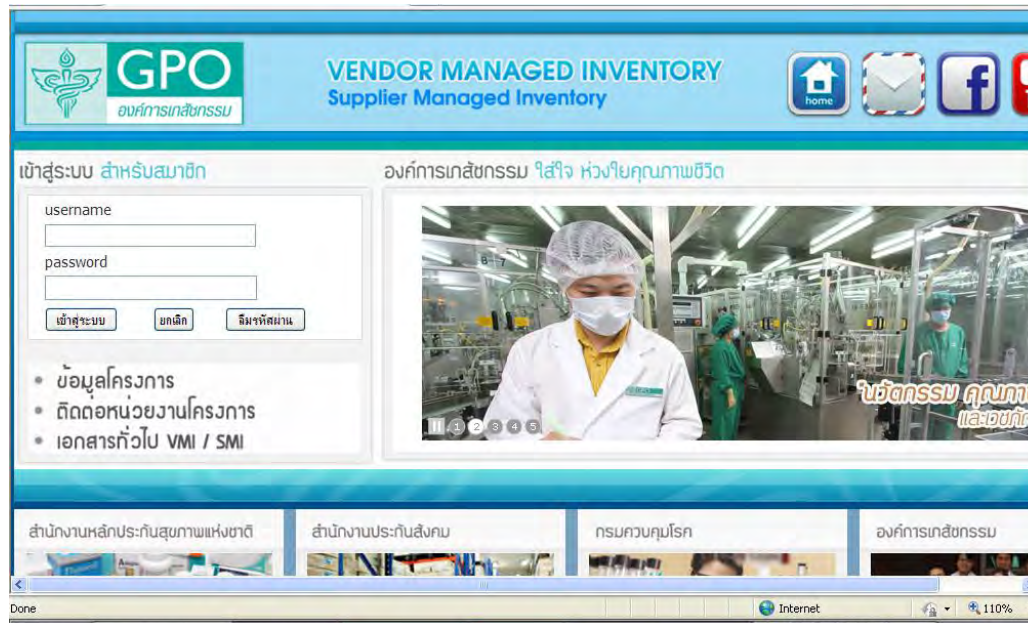 GPO
องค์การเภสัชกรรม
VENDOR MANAGED INVENTORY
Supplier Managed Inventory
home
f
เข้าสู่ระบบ สำหรับสมาชิก
องค์การเภสัชกรรม ใส่ใจ ห่วงใยคุณภาพชีวิต
username
password
เข้าสู่ระบบ
ยกเลิก
ลืมรหัสผ่าน
ข้อมูลโครงการ
ติดต่อหน่วยงานโครงการ
เอกสารทั่วไป VMI / SMI
1 2 3 4 5
สำนักงานหลักประกันสุขภาพแห่งชาติ
สำนักงานประกันสังคม
กรมควบคุมโรค
องค์การเภสัชกรรม
Done
Internet
110%